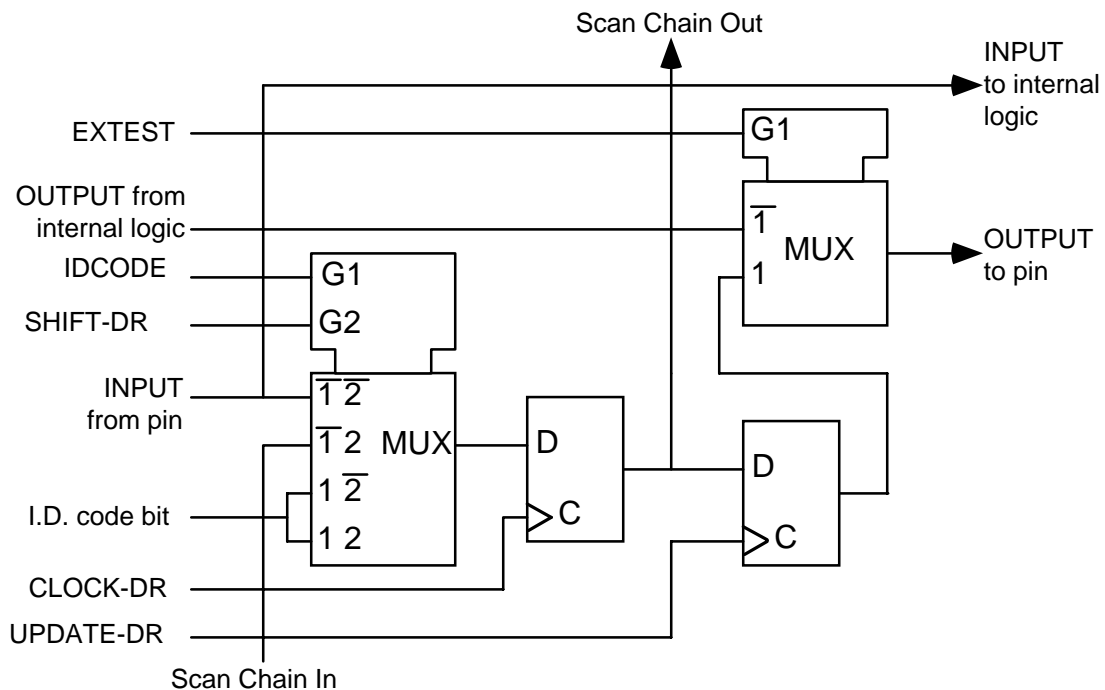 Scan Chain Out
INPUT
to internal
logic
EXTEST
G1
OUTPUT from
internal logic
1
MUX
1
OUTPUT
to pin
IDCODE
G1
SHIFT-DR
G2
INPUT
from pin
1̅ 2̅
1̅ 2
MUX
1 2̅
1 2
I.D. code bit
D
C
D
C
CLOCK-DR
UPDATE-DR
Scan Chain In